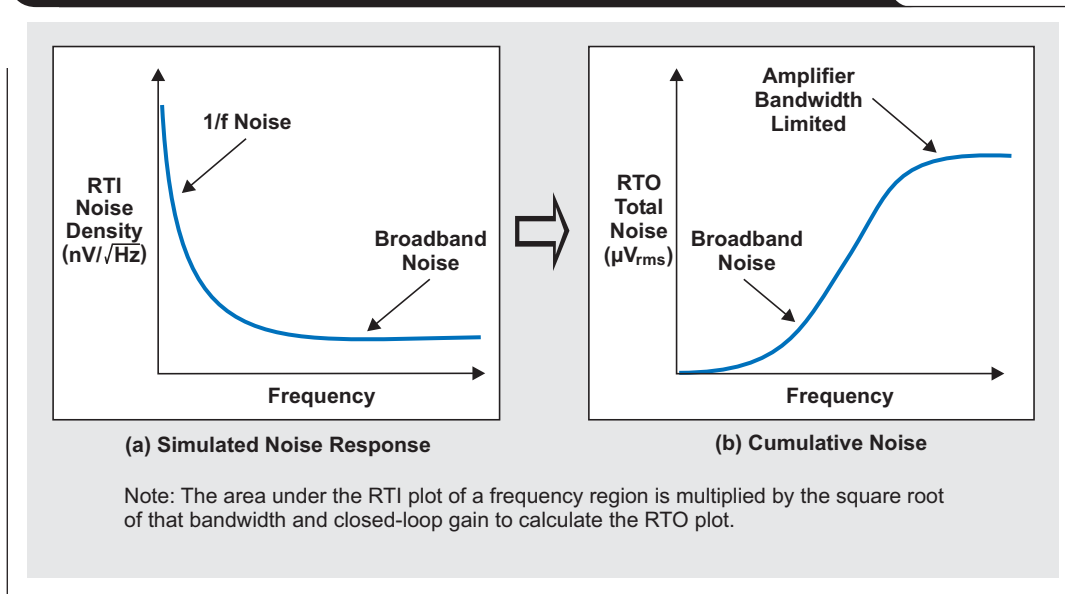 1/f Noise
RTI
Noise
Density
(nV/√Hz)
Broadband
Noise
Frequency
(a) Simulated Noise Response
Amplifier
Bandwidth
Limited
RTO
Total
Noise
(µVrms)
Broadband
Noise
Frequency
(b) Cumulative Noise
Note: The area under the RTI plot of a frequency region is multiplied by the square root
of that bandwidth and closed-loop gain to calculate the RTO plot.